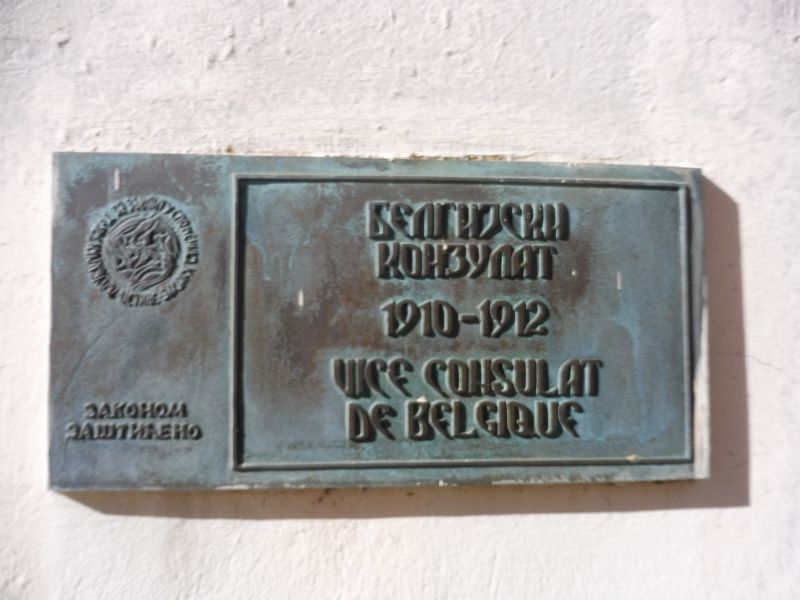 ЗАКОНОМ
ЗАШТИЋЕНО
БЕЛГИЈСКИ
КОНЗУЛАТ
1910-1912
VICE CONSULAT
DE BELGIQUE